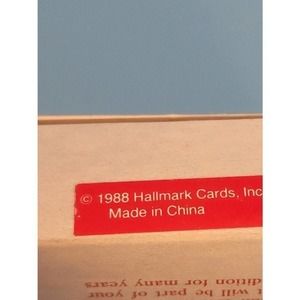 © 1988 Hallmark Cards, Inc
Made in China
t will be part of your
dition for many years